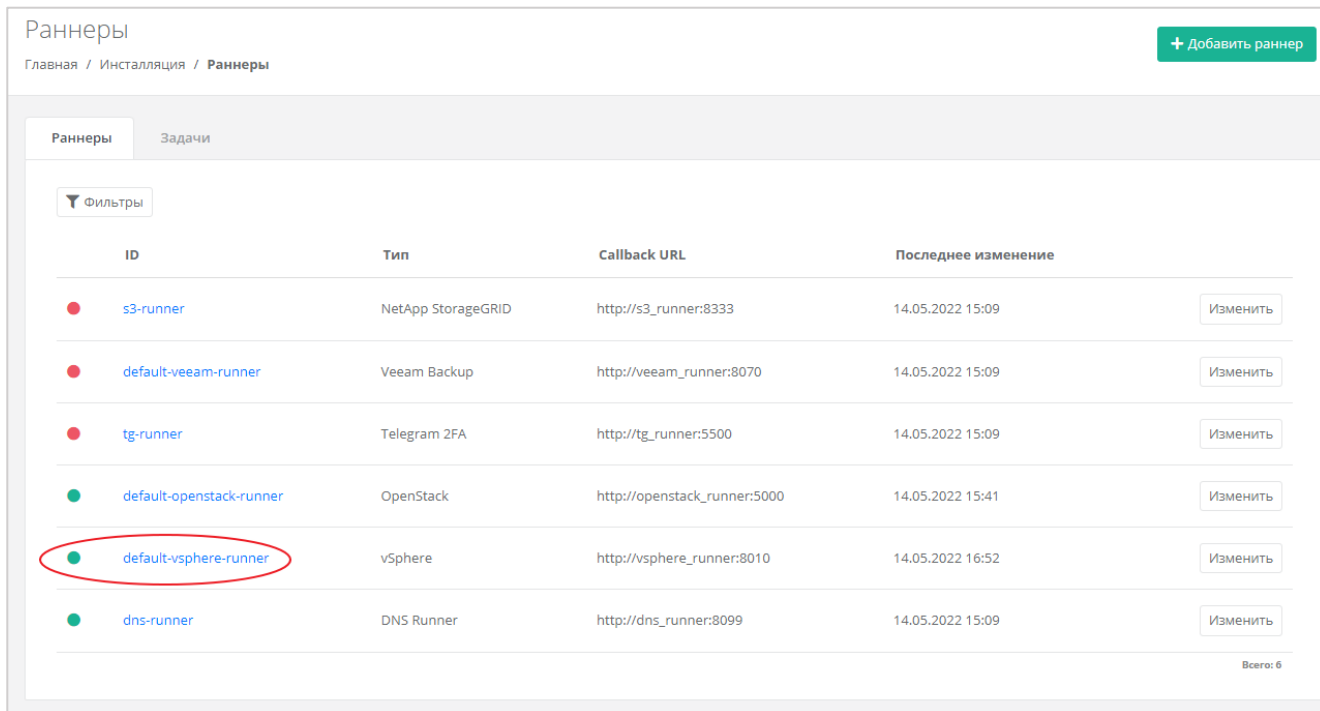 Раннеры
+ Добавить раннер
Главная / Инсталляция / Раннеры
Раннеры Задачи
Фильтры
ID Тип Callback URL Последнее изменение
s3-runner NetApp StorageGRID http://s3_runner:8333 14.05.2022 15:09 Изменить
default-veeam-runner Veeam Backup http://veeam_runner:8070 14.05.2022 15:09 Изменить
tg-runner Telegram 2FA http://tg_runner:5500 14.05.2022 15:09 Изменить
default-openstack-runner OpenStack http://openstack_runner:5000 14.05.2022 15:41 Изменить
default-vsphere-runner vSphere http://vsphere_runner:8010 14.05.2022 16:52 Изменить
dns-runner DNS Runner http://dns_runner:8099 14.05.2022 15:09 Изменить
Всего: 6